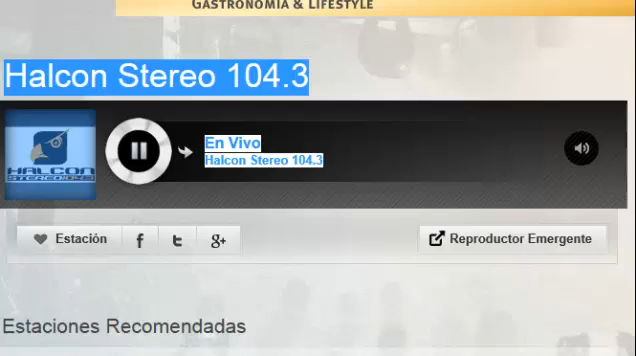 GASTRONOMIA & LIFESTYLE
Halcon Stereo 104.3
HALCON
En Vivo
Halcon Stereo 104.3
Estación
f
t
g+
Reproductor Emergente
Estaciones Recomendadas